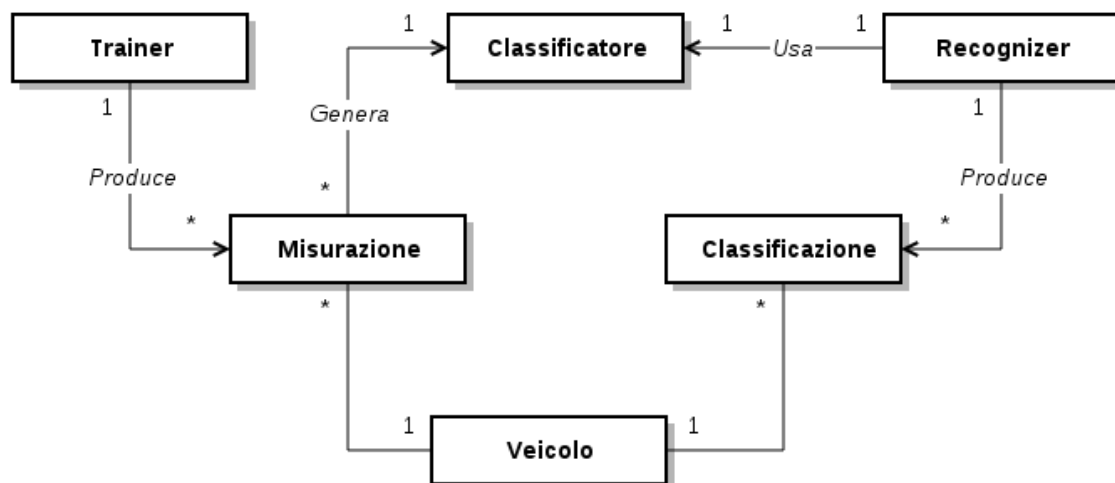 Trainer
1 Classificatore 1
Usa
1 Recognizer
1
Genera
1
Produce
*
Produce
*
Misurazione
*
Classificazione
*
*
1 Veicolo 1